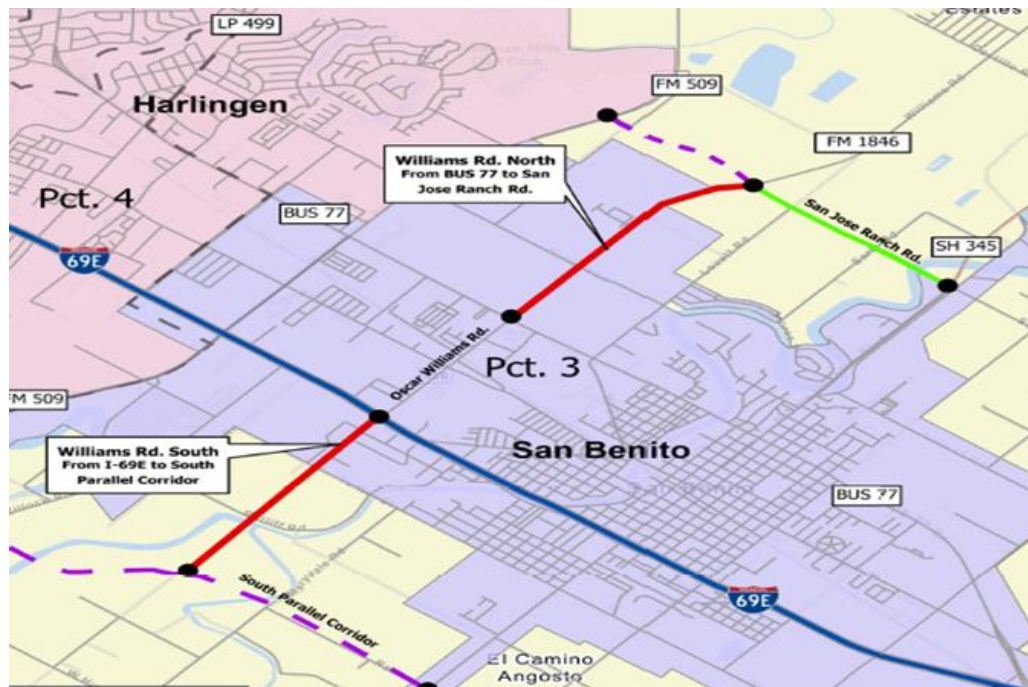 Estates
LP 499
FM 509
Harlingen
FM 1846
Williams Rd. North
From BUS 77 to San
Jose Ranch Rd.
Pct. 4
BUS 77
San Jose Ranch Rd.
SH 345
69E
Oscar Williams Rd.
Pct. 3
FM 509
Williams Rd. South
From I-69E to South
Parallel Corridor
San Benito
BUS 77
South Parallel Corridor
69E
El Camino
Angosto